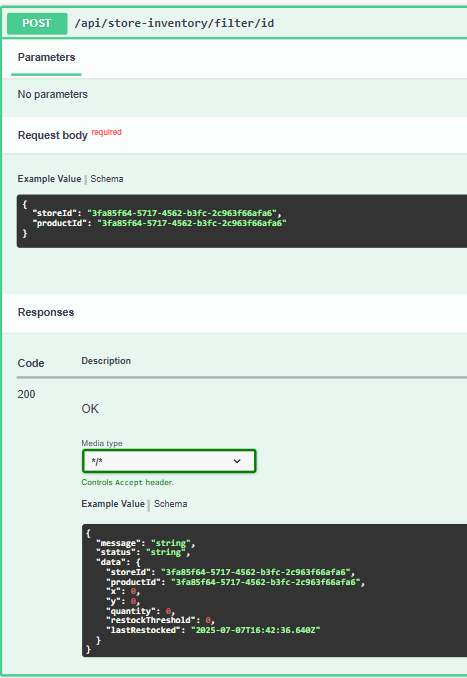 POST /api/store-inventory/filter/id
Parameters
No parameters
Request body required
Example Value | Schema
{
  "storeId": "3fa85f64-5717-4562-b3fc-2c963f66afa6",
  "productId": "3fa85f64-5717-4562-b3fc-2c963f66afa6"
}
Responses
Code Description
200
OK
Media type
*/*
Controls Accept header.
Example Value | Schema
{
  "message": "string",
  "status": "string",
  "data": {
    "storeId": "3fa85f64-5717-4562-b3fc-2c963f66afa6",
    "productId": "3fa85f64-5717-4562-b3fc-2c963f66afa6",
    "x": 0,
    "y": 0,
    "quantity": 0,
    "restockThreshold": 0,
    "lastRestocked": "2025-07-07T16:42:36.640Z"
  }
}